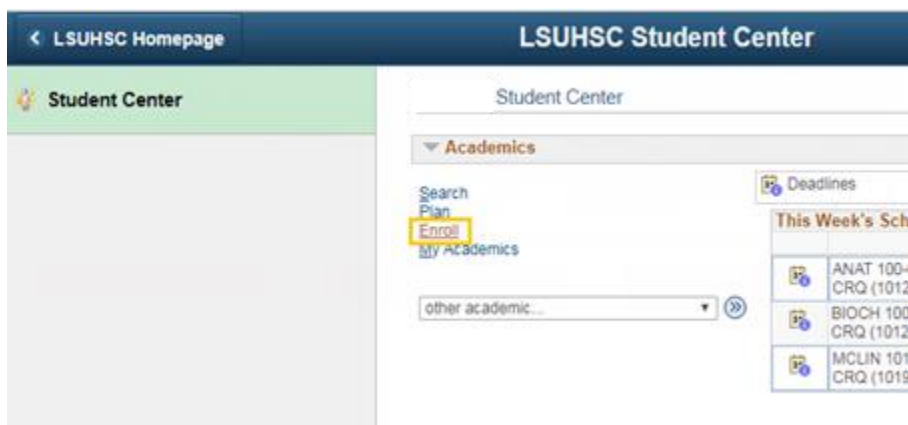 LSUHSC Homepage
LSUHSC Student Center
Student Center
Student Center
Academics
Search
Plan
Enroll
My Academics
other academic...
Deadlines
This Week's Sch
ANAT 100-
CRQ (1012
BIOCH 100
CRQ (1012
MCLIN 101
CRQ (1019